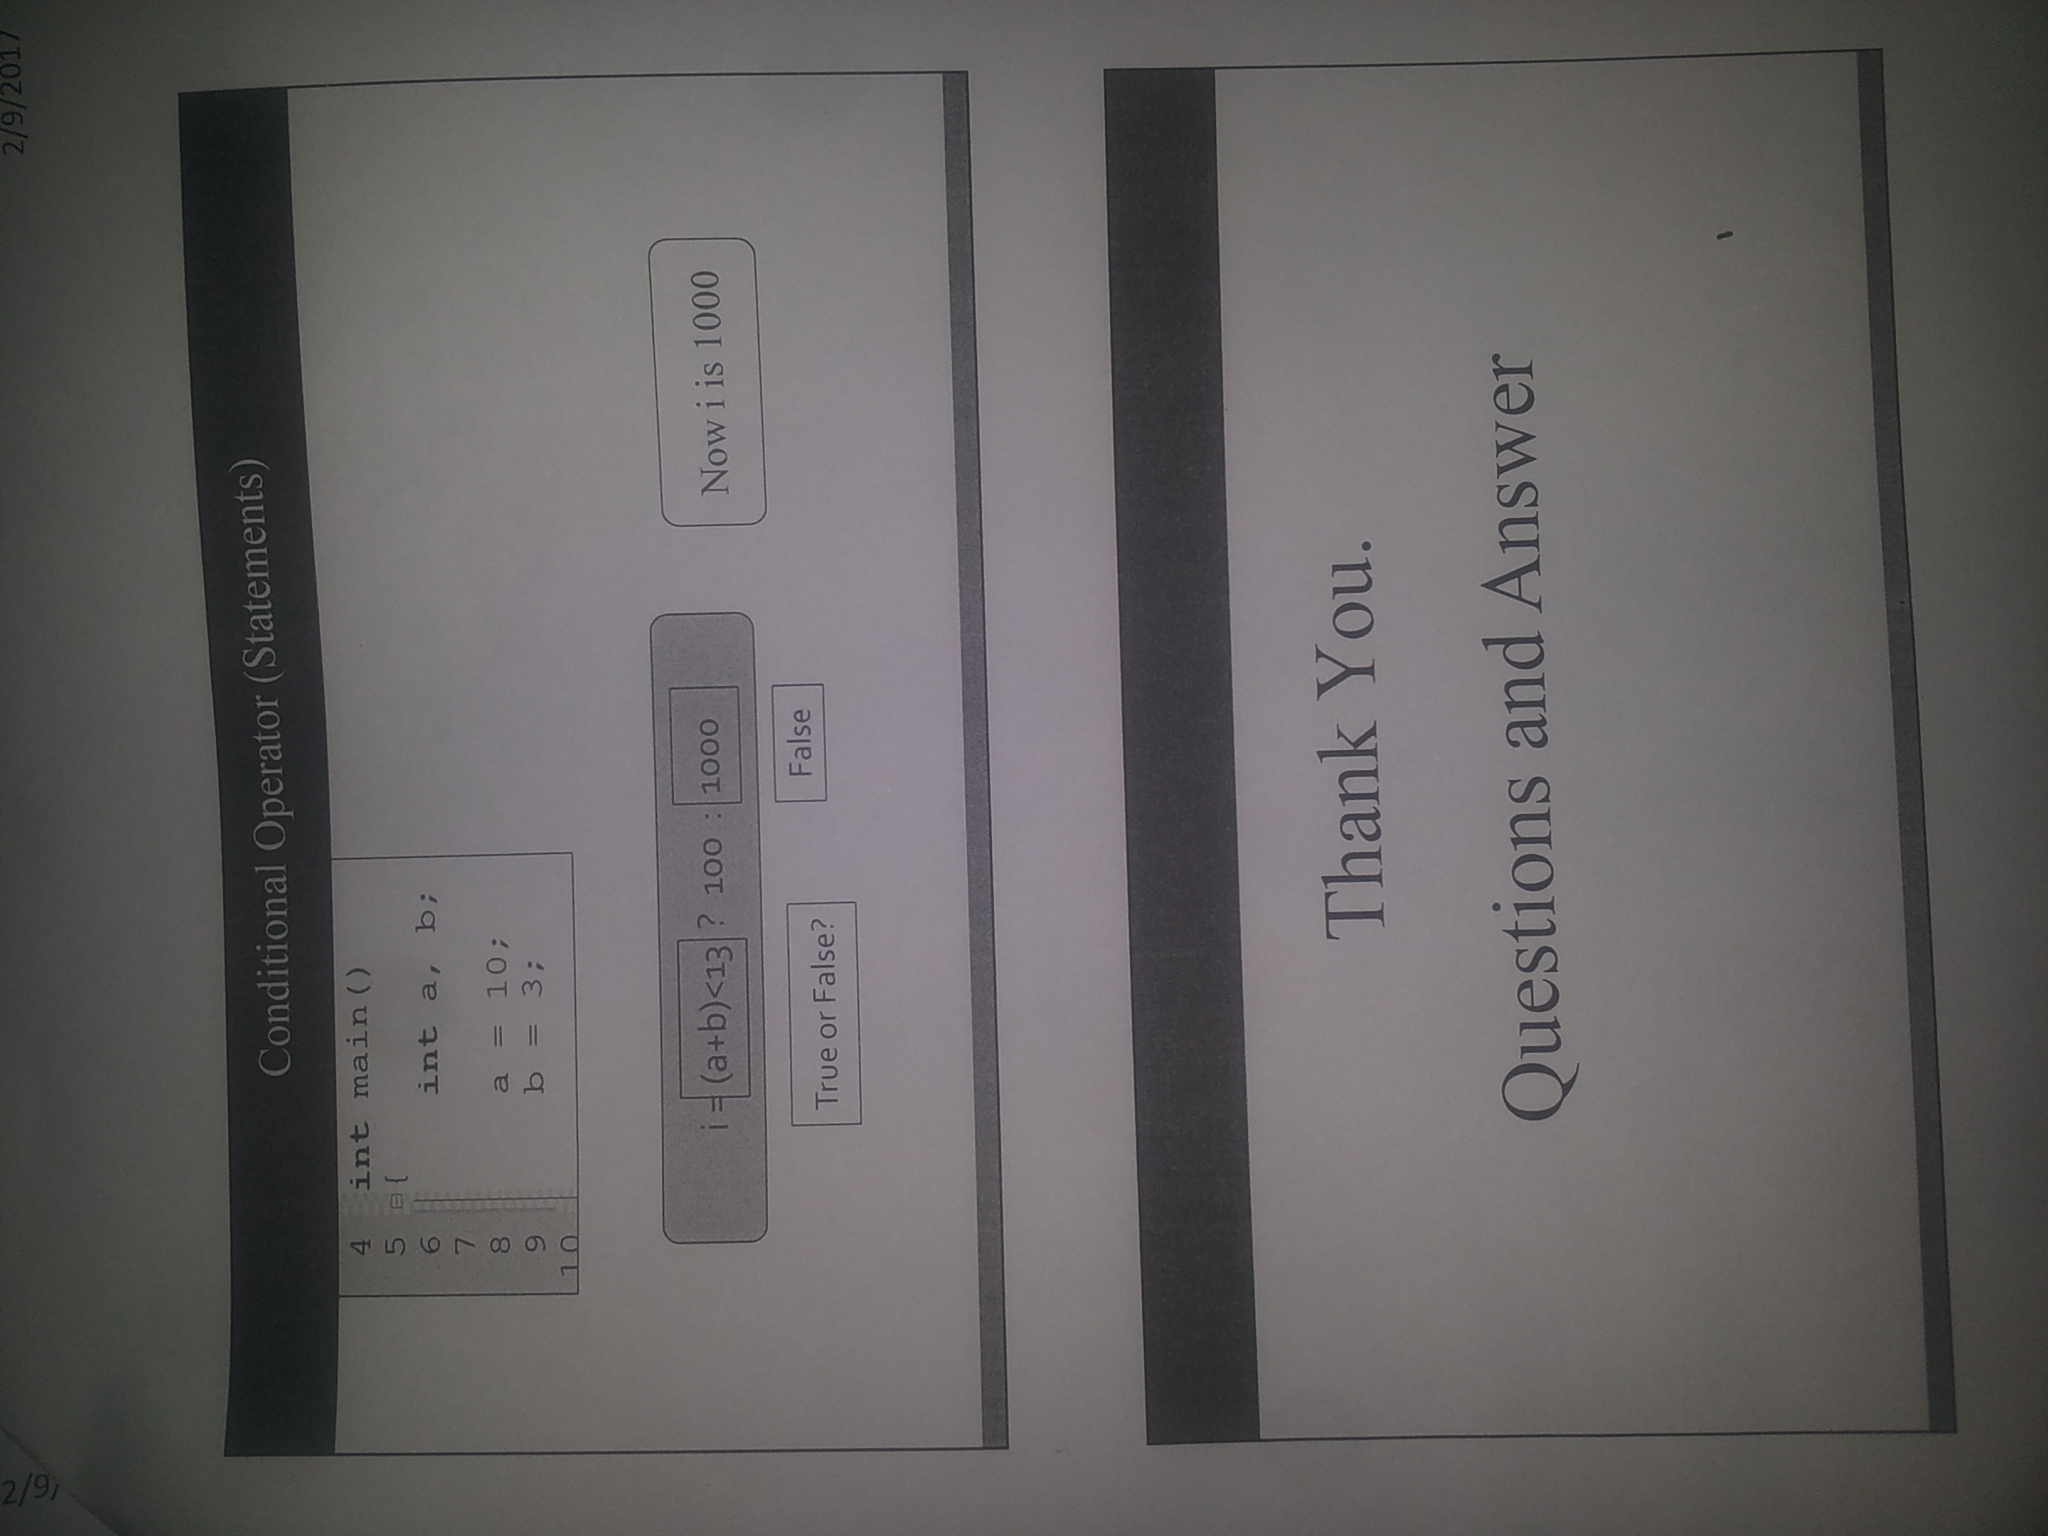 2/9/2017
2/9/
Conditional Operator (Statements)
4 int main()
5 {
6 int a, b;
7
8 a = 10;
9 b = 3;
10
i = (a+b)<13 ? 100 : 1000
Now i is 1000
True or False?
False
Thank You.
Questions and Answer